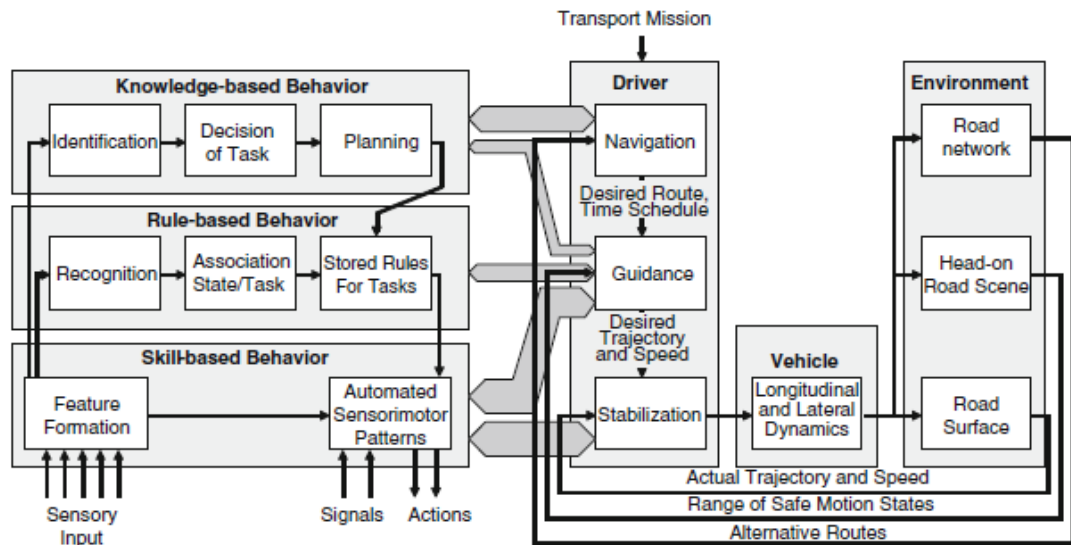 Transport Mission
Knowledge-based Behavior
Identification
Decision
of Task
Planning
Rule-based Behavior
Recognition
Association
State/Task
Stored Rules
For Tasks
Skill-based Behavior
Feature
Formation
Automated
Sensorimotor
Patterns
Sensory
Input
Signals
Actions
Driver
Navigation
Desired Route,
Time Schedule
Guidance
Desired
Trajectory
and Speed
Stabilization
Vehicle
Longitudinal
and Lateral
Dynamics
Environment
Road
network
Head-on
Road Scene
Road
Surface
Actual Trajectory and Speed
Range of Safe Motion States
Alternative Routes